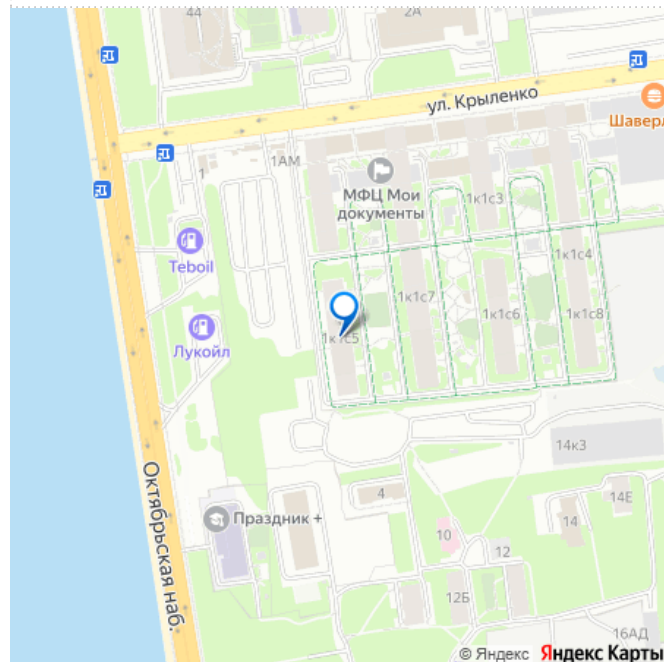 44
2А
ул. Крыленко
Шаверл
1АМ
1
МФЦ Мои
документы
1к1с3
Teboil
1к1с4
1к1с7
1к1с6
1к1с8
1к1с5
Лукойл
14к3
Октябрьская наб.
4
14Е
Праздник +
14
10
12
12Б
16АД
© Яндекс Яндекс Карты